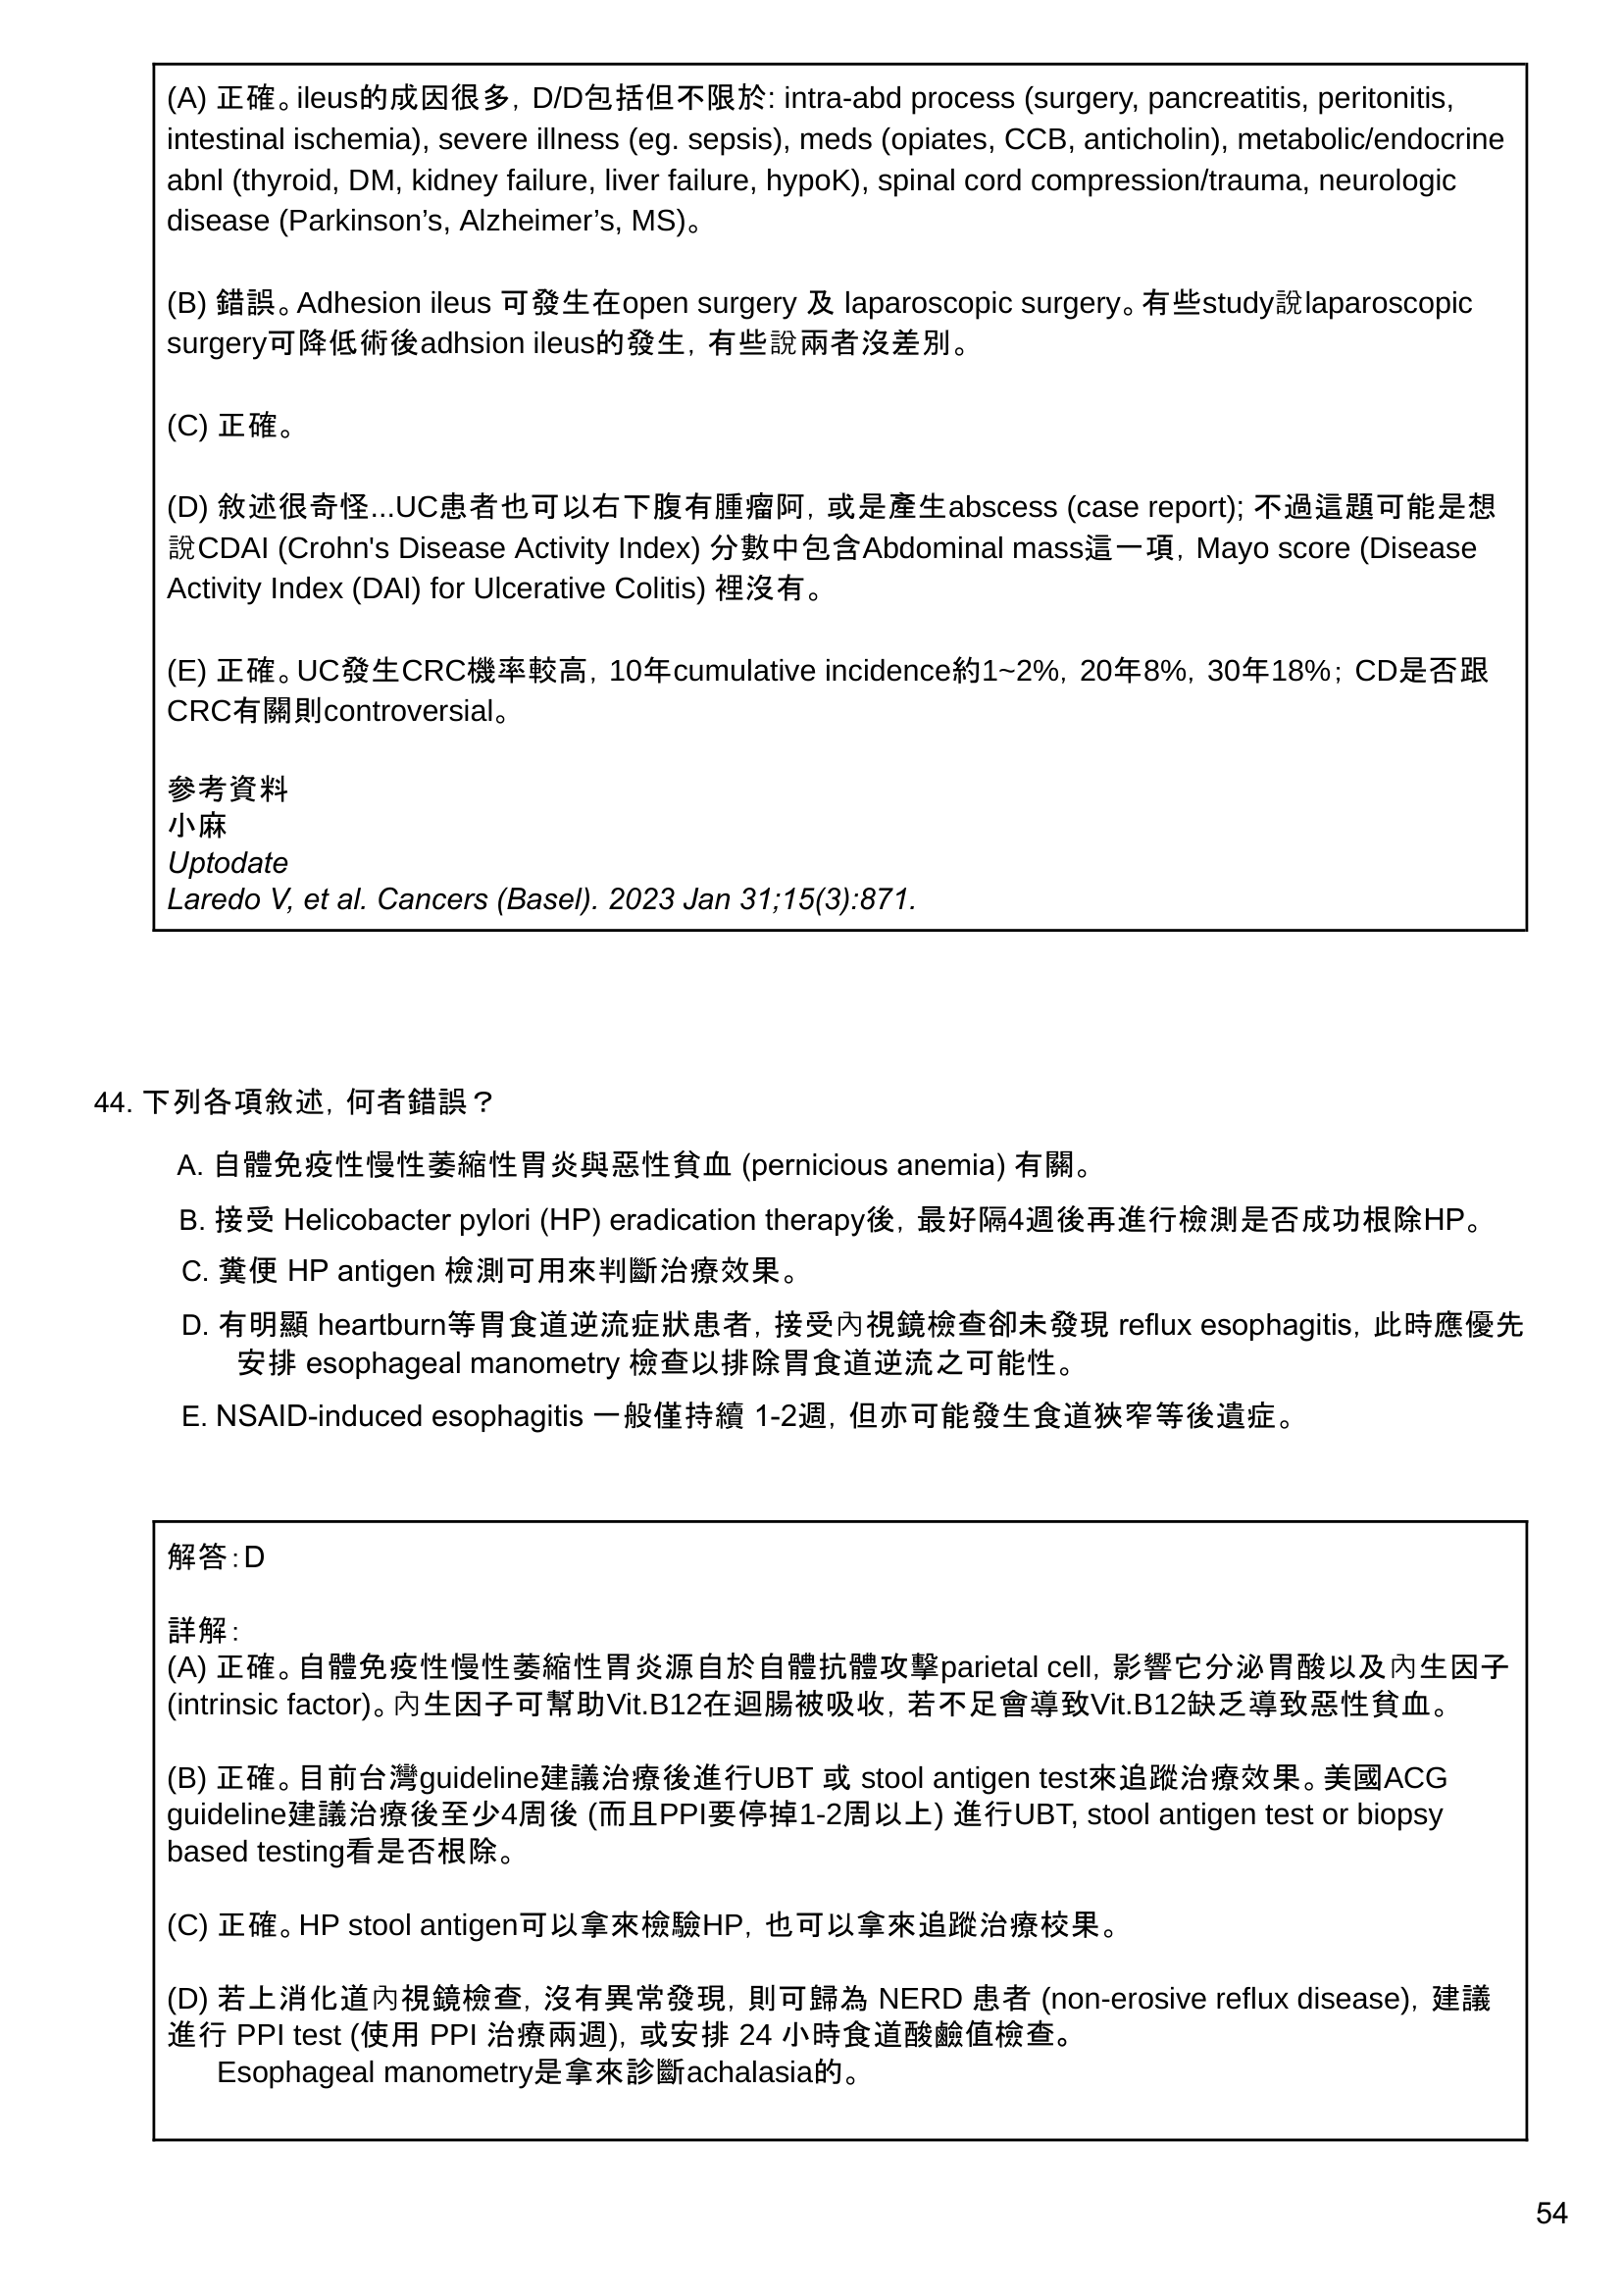 (A) 正確。ileus的成因很多，D/D包括但不限於: intra-abd process (surgery, pancreatitis, peritonitis,
intestinal ischemia), severe illness (eg. sepsis), meds (opiates, CCB, anticholin), metabolic/endocrine
abnl (thyroid, DM, kidney failure, liver failure, hypoK), spinal cord compression/trauma, neurologic
disease (Parkinson’s, Alzheimer’s, MS)。
(B) 錯誤。Adhesion ileus 可發生在open surgery 及 laparoscopic surgery。有些study說laparoscopic
surgery可降低術後adhsion ileus的發生，有些說兩者沒差別。
(C) 正確。
(D) 敘述很奇怪...UC患者也可以右下腹有腫瘤阿，或是產生abscess (case report); 不過這題可能是想
說CDAI (Crohn's Disease Activity Index) 分數中包含Abdominal mass這一項，Mayo score (Disease
Activity Index (DAI) for Ulcerative Colitis) 裡沒有。
(E) 正確。UC發生CRC機率較高，10年cumulative incidence約1~2%，20年8%，30年18%；CD是否跟
CRC有關則controversial。
參考資料
小麻
Uptodate
Laredo V, et al. Cancers (Basel). 2023 Jan 31;15(3):871.
44. 下列各項敘述，何者錯誤？
A. 自體免疫性慢性萎縮性胃炎與惡性貧血 (pernicious anemia) 有關。
B. 接受 Helicobacter pylori (HP) eradication therapy後，最好隔4週後再進行檢測是否成功根除HP。
C. 糞便 HP antigen 檢測可用來判斷治療效果。
D. 有明顯 heartburn等胃食道逆流症狀患者，接受內視鏡檢查卻未發現 reflux esophagitis，此時應優先
安排 esophageal manometry 檢查以排除胃食道逆流之可能性。
E. NSAID-induced esophagitis 一般僅持續 1-2週，但亦可能發生食道狹窄等後遺症。
解答：D
詳解：
(A) 正確。自體免疫性慢性萎縮性胃炎源自於自體抗體攻擊parietal cell，影響它分泌胃酸以及內生因子
(intrinsic factor)。內生因子可幫助Vit.B12在迴腸被吸收，若不足會導致Vit.B12缺乏導致惡性貧血。
(B) 正確。目前台灣guideline建議治療後進行UBT 或 stool antigen test來追蹤治療效果。美國ACG
guideline建議治療後至少4周後 (而且PPI要停掉1-2周以上) 進行UBT, stool antigen test or biopsy
based testing看是否根除。
(C) 正確。HP stool antigen可以拿來檢驗HP，也可以拿來追蹤治療校果。
(D) 若上消化道內視鏡檢查，沒有異常發現，則可歸為 NERD 患者 (non-erosive reflux disease)，建議
進行 PPI test (使用 PPI 治療兩週)，或安排 24 小時食道酸鹼值檢查。
Esophageal manometry是拿來診斷achalasia的。
54